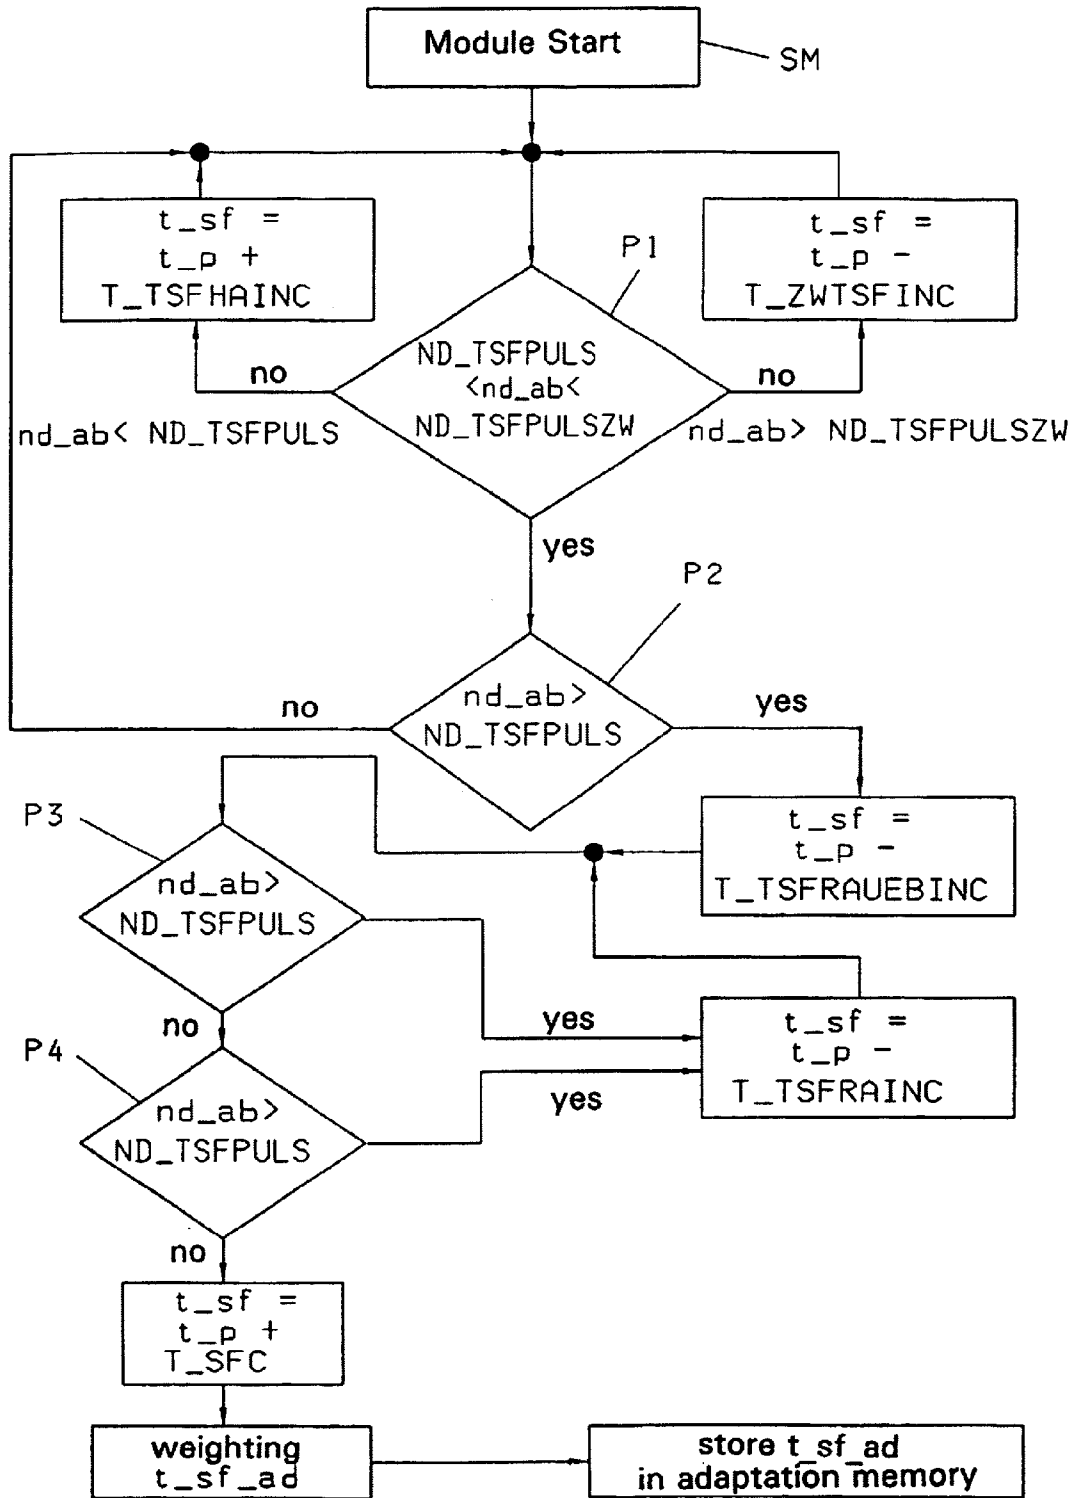 Module Start
SM
t_sf =
t_p +
T_TSFHAINC
t_sf =
t_p -
T_ZWTSFINC
P1
ND_TSFPULS
<nd_ab<
ND_TSFPULSZW
no
no
nd_ab< ND_TSFPULS
nd_ab> ND_TSFPULSZW
yes
P2
nd_ab>
ND_TSFPULS
no
yes
t_sf =
t_p -
T_TSFRAUEBINC
P3
nd_ab>
ND_TSFPULS
yes
no
t_sf =
t_p -
T_TSFRAINC
P4
nd_ab>
ND_TSFPULS
yes
no
t_sf =
t_p +
T_SFC
weighting
t_sf_ad
store t_sf_ad
in adaptation memory